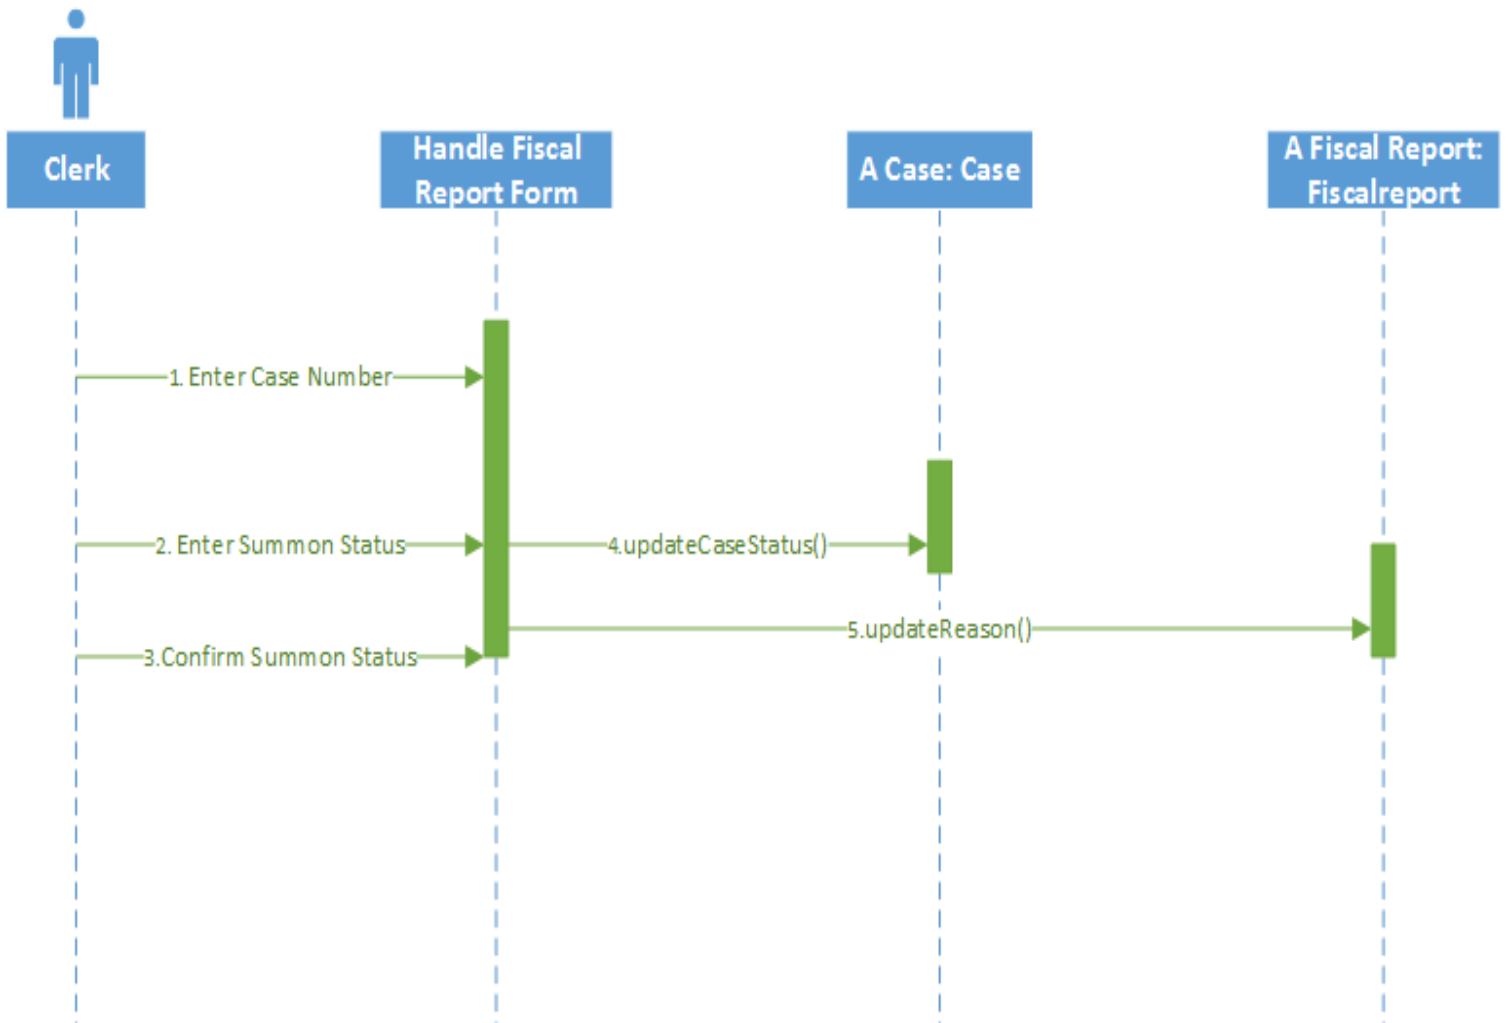 Clerk
Handle Fiscal
Report Form
A Case: Case
A Fiscal Report:
Fiscalreport
1. Enter Case Number
2. Enter Summon Status
4.updateCaseStatus()
5.updateReason()
3.Confirm Summon Status